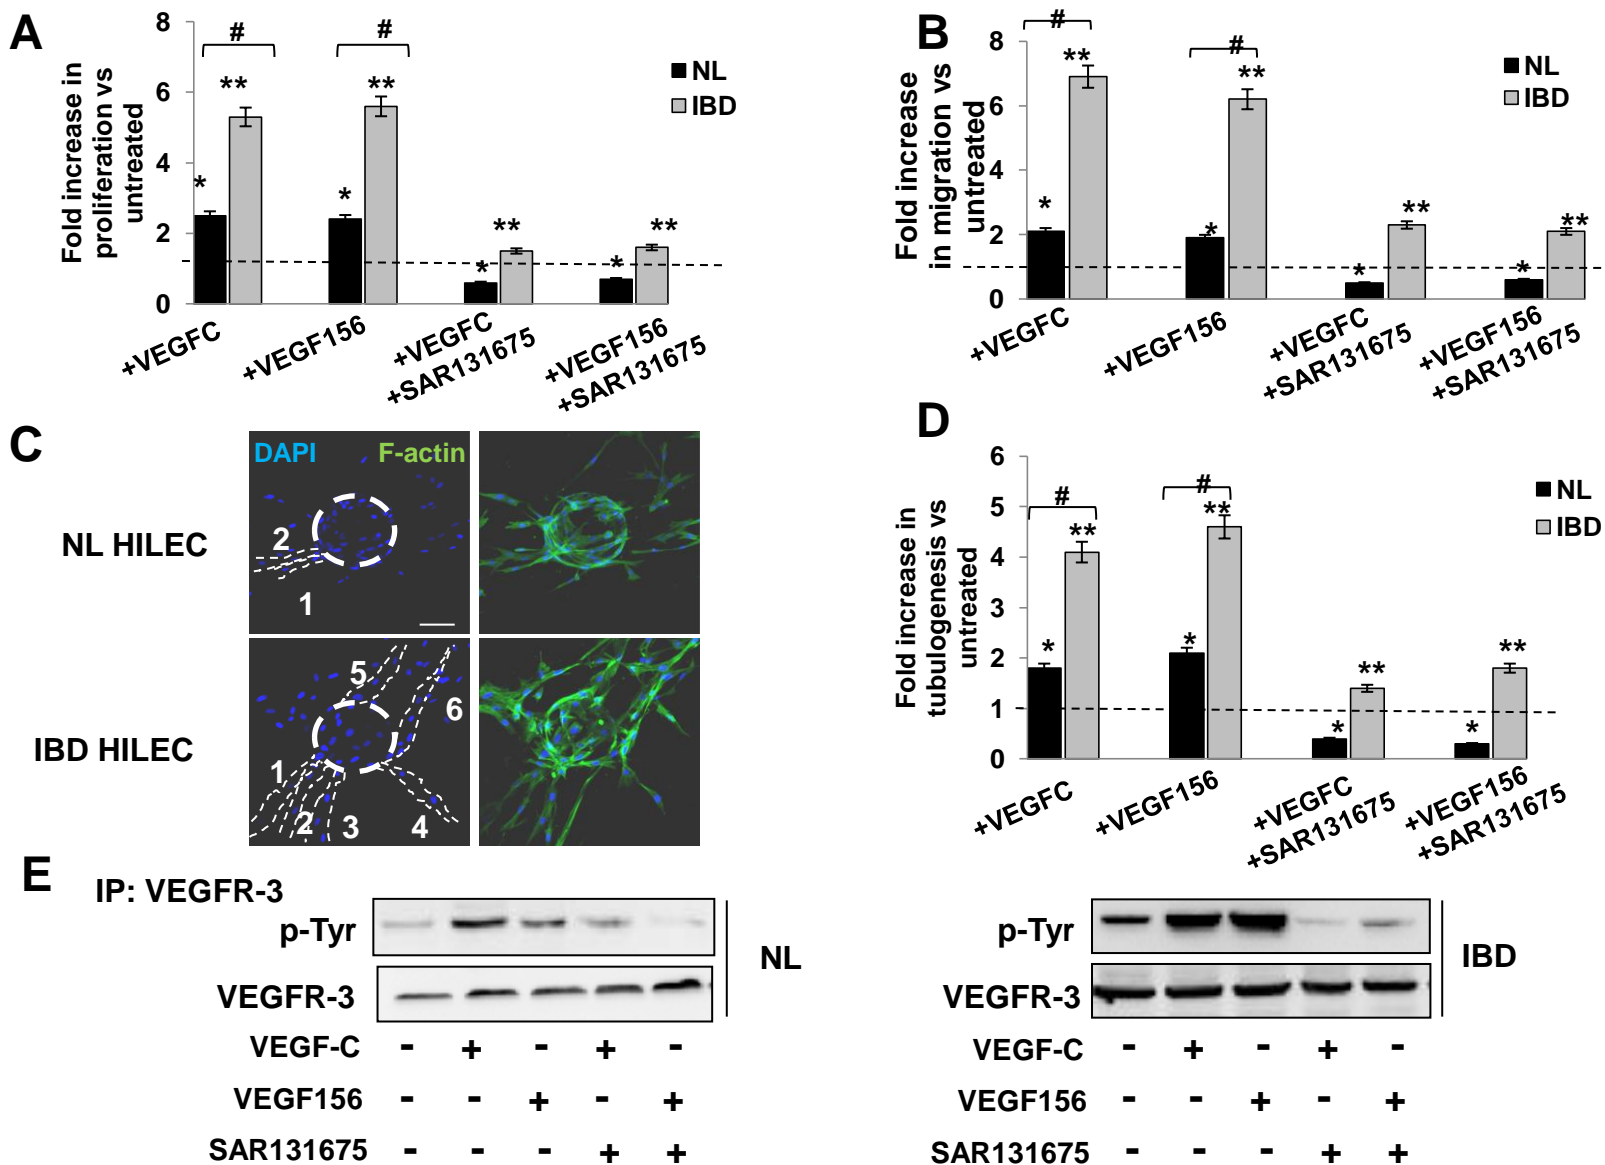 A
Fold increase in
proliferation vs
untreated
8
6
4
2
0
#
#
**
**
*
*
**
**
*
*
NL
IBD
+VEGFC
+VEGF156
+VEGFC
+SAR131675
+VEGF156
+SAR131675
B
Fold increase
in migration vs
untreated
8
6
4
2
0
#
#
**
**
*
*
**
**
*
*
NL
IBD
+VEGFC
+VEGF156
+VEGFC
+SAR131675
+VEGF156
+SAR131675
C
DAPI F-actin
NL HILEC
2
1
IBD HILEC
5
6
1
2 3 4
D
Fold increase in
tubulogenesis vs
untreated
6
5
4
3
2
1
0
#
#
**
**
*
*
**
**
*
*
NL
IBD
+VEGFC
+VEGF156
+VEGFC
+SAR131675
+VEGF156
+SAR131675
E
IP: VEGFR-3
p-Tyr
VEGFR-3
NL
VEGF-C - + - + -
VEGF156 - - + - +
SAR131675 - - - + +
p-Tyr
VEGFR-3
IBD
VEGF-C - + - + -
VEGF156 - - + - +
SAR131675 - - - + +